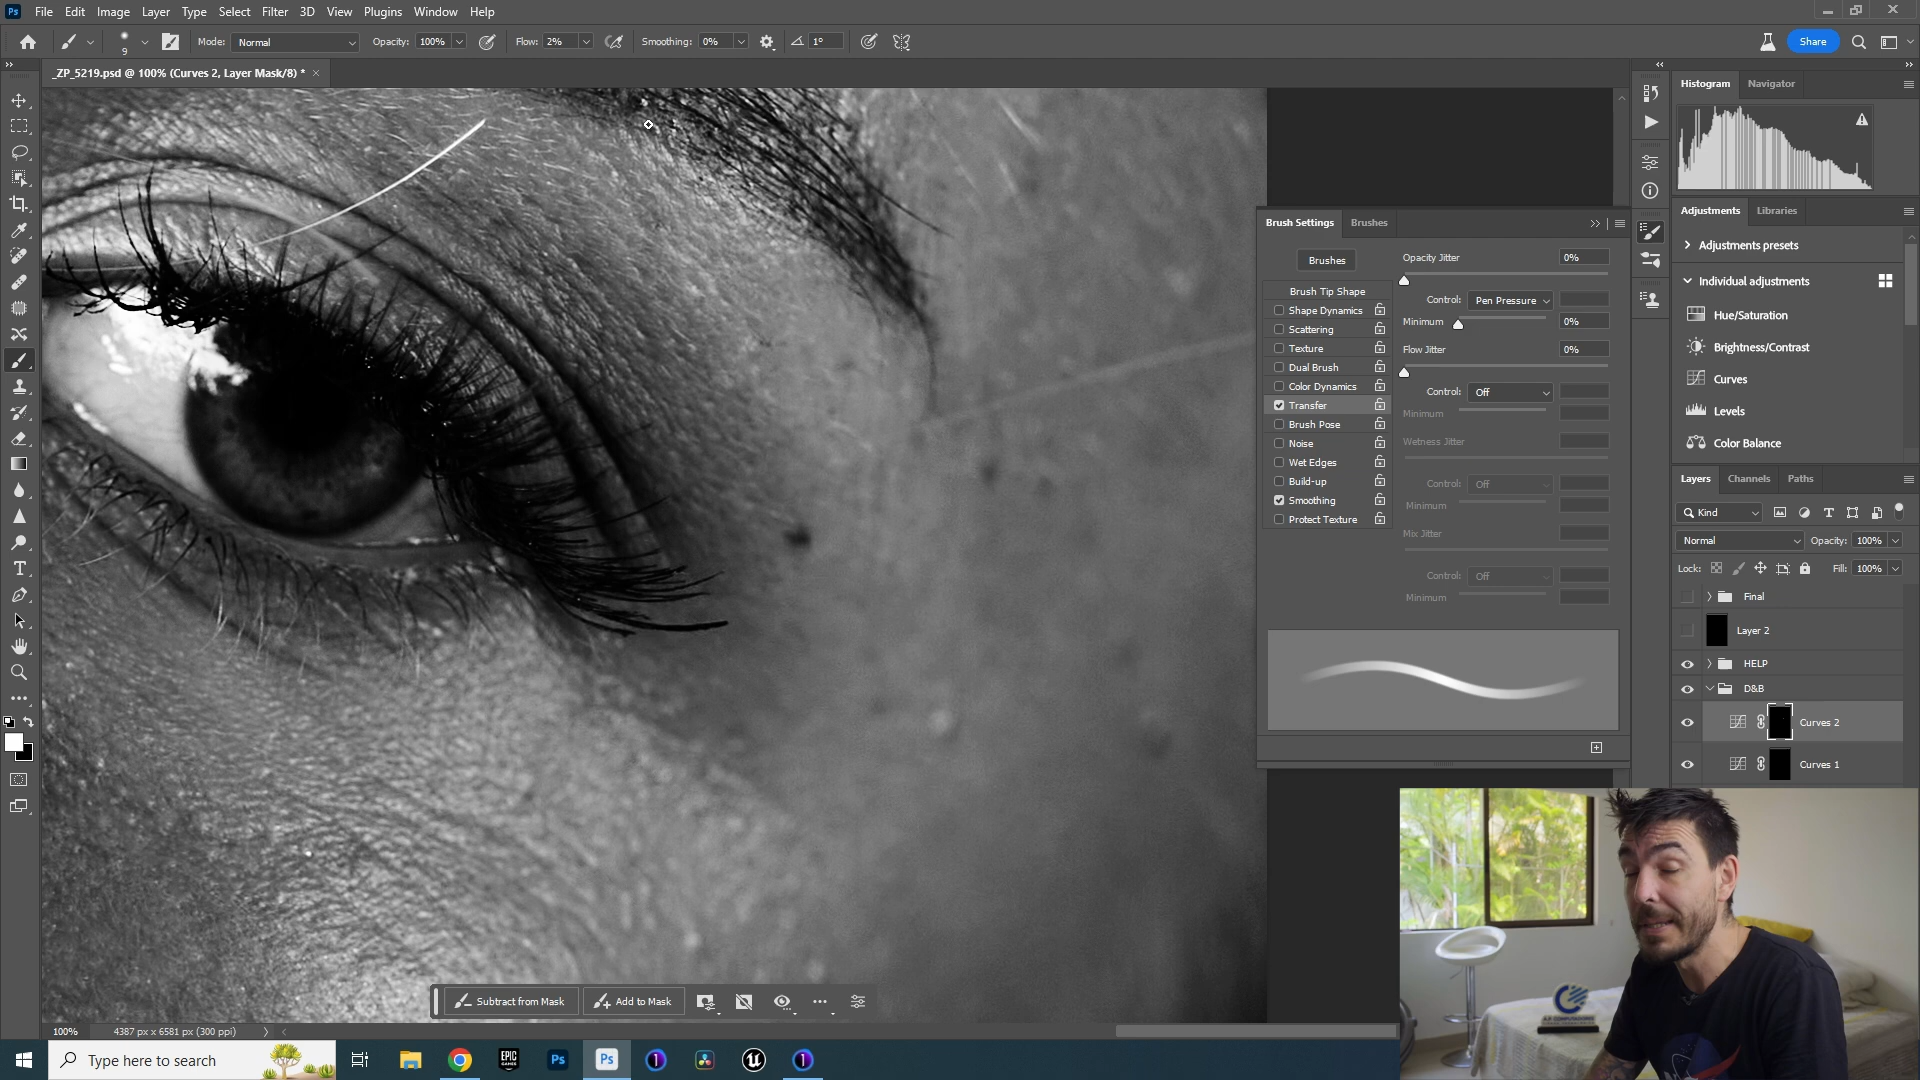 Ps File Edit Image Layer Type Select Filter 3D View Plugins Window Help
9 Mode: Normal Opacity: 100% Flow: 2% Smoothing: 0% 1° Share
_ZP_5219.psd @ 100% (Curves 2, Layer Mask/8) *
Histogram Navigator
Adjustments Libraries
Adjustments presets
Individual adjustments
Hue/Saturation
Brightness/Contrast
Curves
Levels
Color Balance
Brush Settings Brushes
Brushes
Brush Tip Shape
Shape Dynamics
Scattering
Texture
Dual Brush
Color Dynamics
Transfer
Brush Pose
Noise
Wet Edges
Build-up
Smoothing
Protect Texture
Opacity Jitter 0%
Control: Pen Pressure
Minimum 0%
Flow Jitter 0%
Control: Off
Minimum
Wetness Jitter
Control: Off
Minimum
Mix Jitter
Control: Off
Minimum
Layers Channels Paths
Kind
Normal Opacity: 100%
Lock: Fill: 100%
Final
Layer 2
HELP
D&B
Curves 2
Curves 1
Subtract from Mask Add to Mask
100% 4387 px x 6581 px (300 ppi)
Type here to search
EPIC GAMES Ps Ps